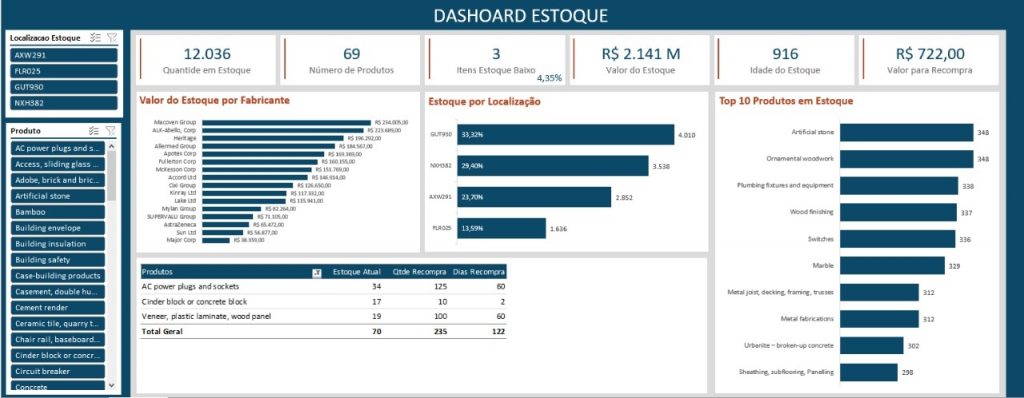 DASHOARD ESTOQUE
Localizacao Estoque
AXW291
FLR025
GUT930
NXH382
Produto
AC power plugs and s...
Access, sliding glass ...
Adobe, brick and bric...
Artificial stone
Bamboo
Building envelope
Building insulation
Building safety
Case-building products
Casement, double hu...
Cement render
Ceramic tile, quarry t...
Chair rail, baseboard...
Cinder block or concr...
Circuit breaker
Concrete
12.036
Quantide em Estoque
69
Número de Produtos
3
Itens Estoque Baixo
4,35%
R$ 2.141 M
Valor do Estoque
916
Idade do Estoque
R$ 722,00
Valor para Recompra
Valor do Estoque por Fabricante
Macoven Group R$ 234.005,00
ALK-Abello, Corp R$ 223.689,00
Heritage R$ 196.292,00
Allermed Group R$ 184.567,00
Apotex Corp R$ 169.369,00
Fullerton Corp R$ 160.155,00
McKesson Corp R$ 151.769,00
Accord Ltd R$ 146.934,00
Cixi Group R$ 126.650,00
Kinray Ltd R$ 117.332,00
Lake Ltd R$ 115.941,00
Mylan Group R$ 82.264,00
SUPERVALU Group R$ 71.105,00
AstraZeneca R$ 65.472,00
Sun Ltd R$ 56.877,00
Major Corp
Estoque por Localização
GUT930 33,32% 4.010
NXH382 29,40% 3.538
AXW291 23,70% 2.852
FLR025 13,59% 1.636
Top 10 Produtos em Estoque
Artificial stone 348
Ornamental woodwork 348
Plumbing fixtures and equipment 338
Wood finishing 337
Switches 336
Marble 329
Metal joist, decking, framing, trusses 312
Metal fabrications 312
Urbanite – broken-up concrete 302
Sheathing, subflooring, Panelling 298
Produtos Estoque Atual Qtde Recompra Dias Recompra
AC power plugs and sockets 34 125 60
Cinder block or concrete block 17 10 2
Veneer, plastic laminate, wood panel 19 100 60
Total Geral 70 235 122